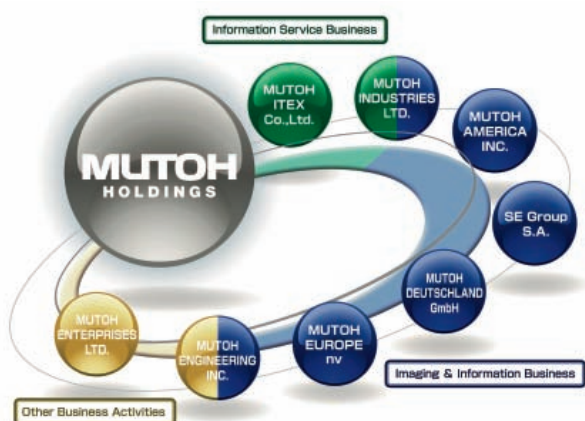 Information Service Business
MUTOH
HOLDINGS
MUTOH
ITEX
Co.,Ltd.
MUTOH
INDUSTRIES
LTD.
MUTOH
AMERICA
INC.
SE Group
S.A.
MUTOH
DEUTSCHLAND
GmbH
MUTOH
EUROPE
nv
MUTOH
ENGINEERING
INC.
MUTOH
ENTERPRISES
LTD.
Imaging & Information Business
Other Business Activities